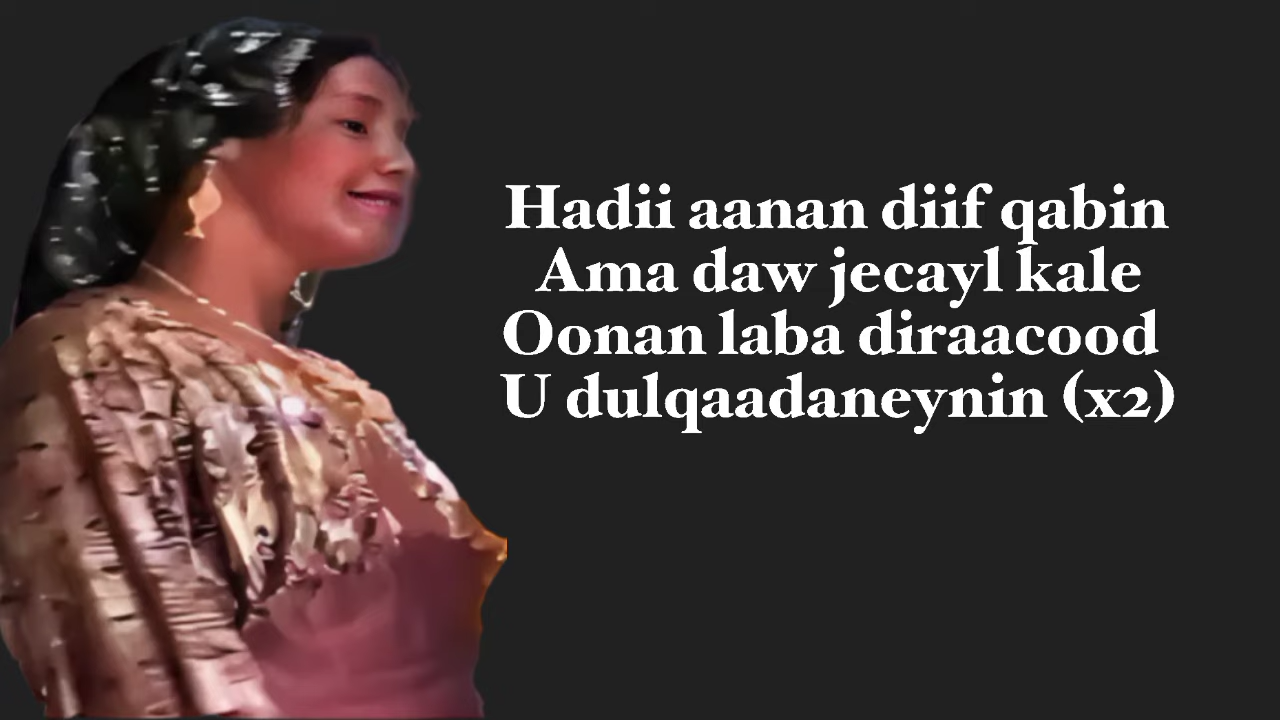 Hadii aanan diif qabin
Ama daw jecayl kale
Oonan laba diraacood
U dulqaadaneynin (x2)